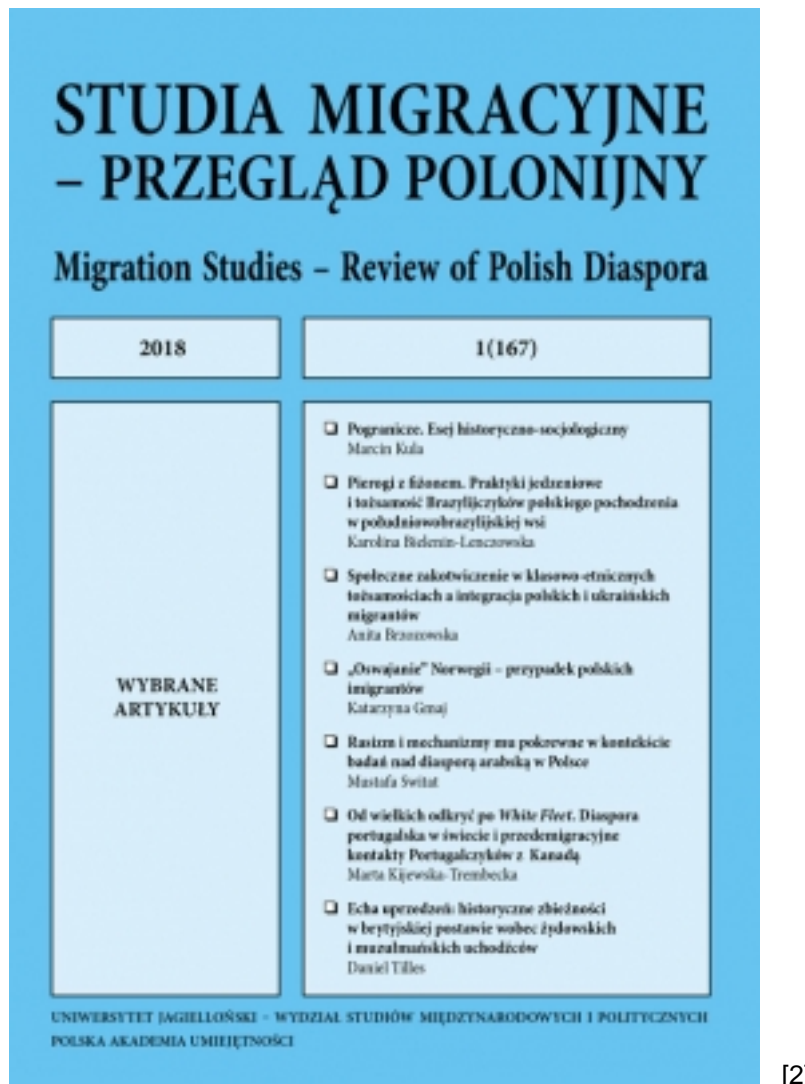 STUDIA MIGRACYJNE
– PRZEGLĄD POLONIJNY
Migration Studies – Review of Polish Diaspora
2018
1(167)
WYBRANE
ARTYKUŁY
❑ Pogranicze. Esej historyczno-socjologiczny
Marcin Kula
❑ Pierogi z fiżonem. Praktyki jedzeniowe
i tożsamość Brazylijczyków polskiego pochodzenia
w południowobrazylijskiej wsi
Karolina Bielenin-Lenczowska
❑ Społeczne zakotwiczenie w klasowo-etnicznych
tożsamościach a integracja polskich i ukraińskich
migrantów
Anita Brzozowska
❑ „Oswajanie” Norwegii – przypadek polskich
imigrantów
Katarzyna Gmaj
❑ Rasizm i mechanizmy mu pokrewne w kontekście
badań nad diasporą arabską w Polsce
Mustafa Switat
❑ Od wielkich odkryć po White Fleet. Diaspora
portugalska w świecie i przedemigracyjne
kontakty Portugalczyków z Kanadą
Marta Kijewska-Trembecka
❑ Echa uprzedzeń: historyczne zbieżności
w brytyjskiej postawie wobec żydowskich
i muzułmańskich uchodźców
Daniel Tilles
UNIWERSYTET JAGIELLOŃSKI – WYDZIAŁ STUDIÓW MIĘDZYNARODOWYCH I POLITYCZNYCH
POLSKA AKADEMIA UMIEJĘTNOŚCI
[2